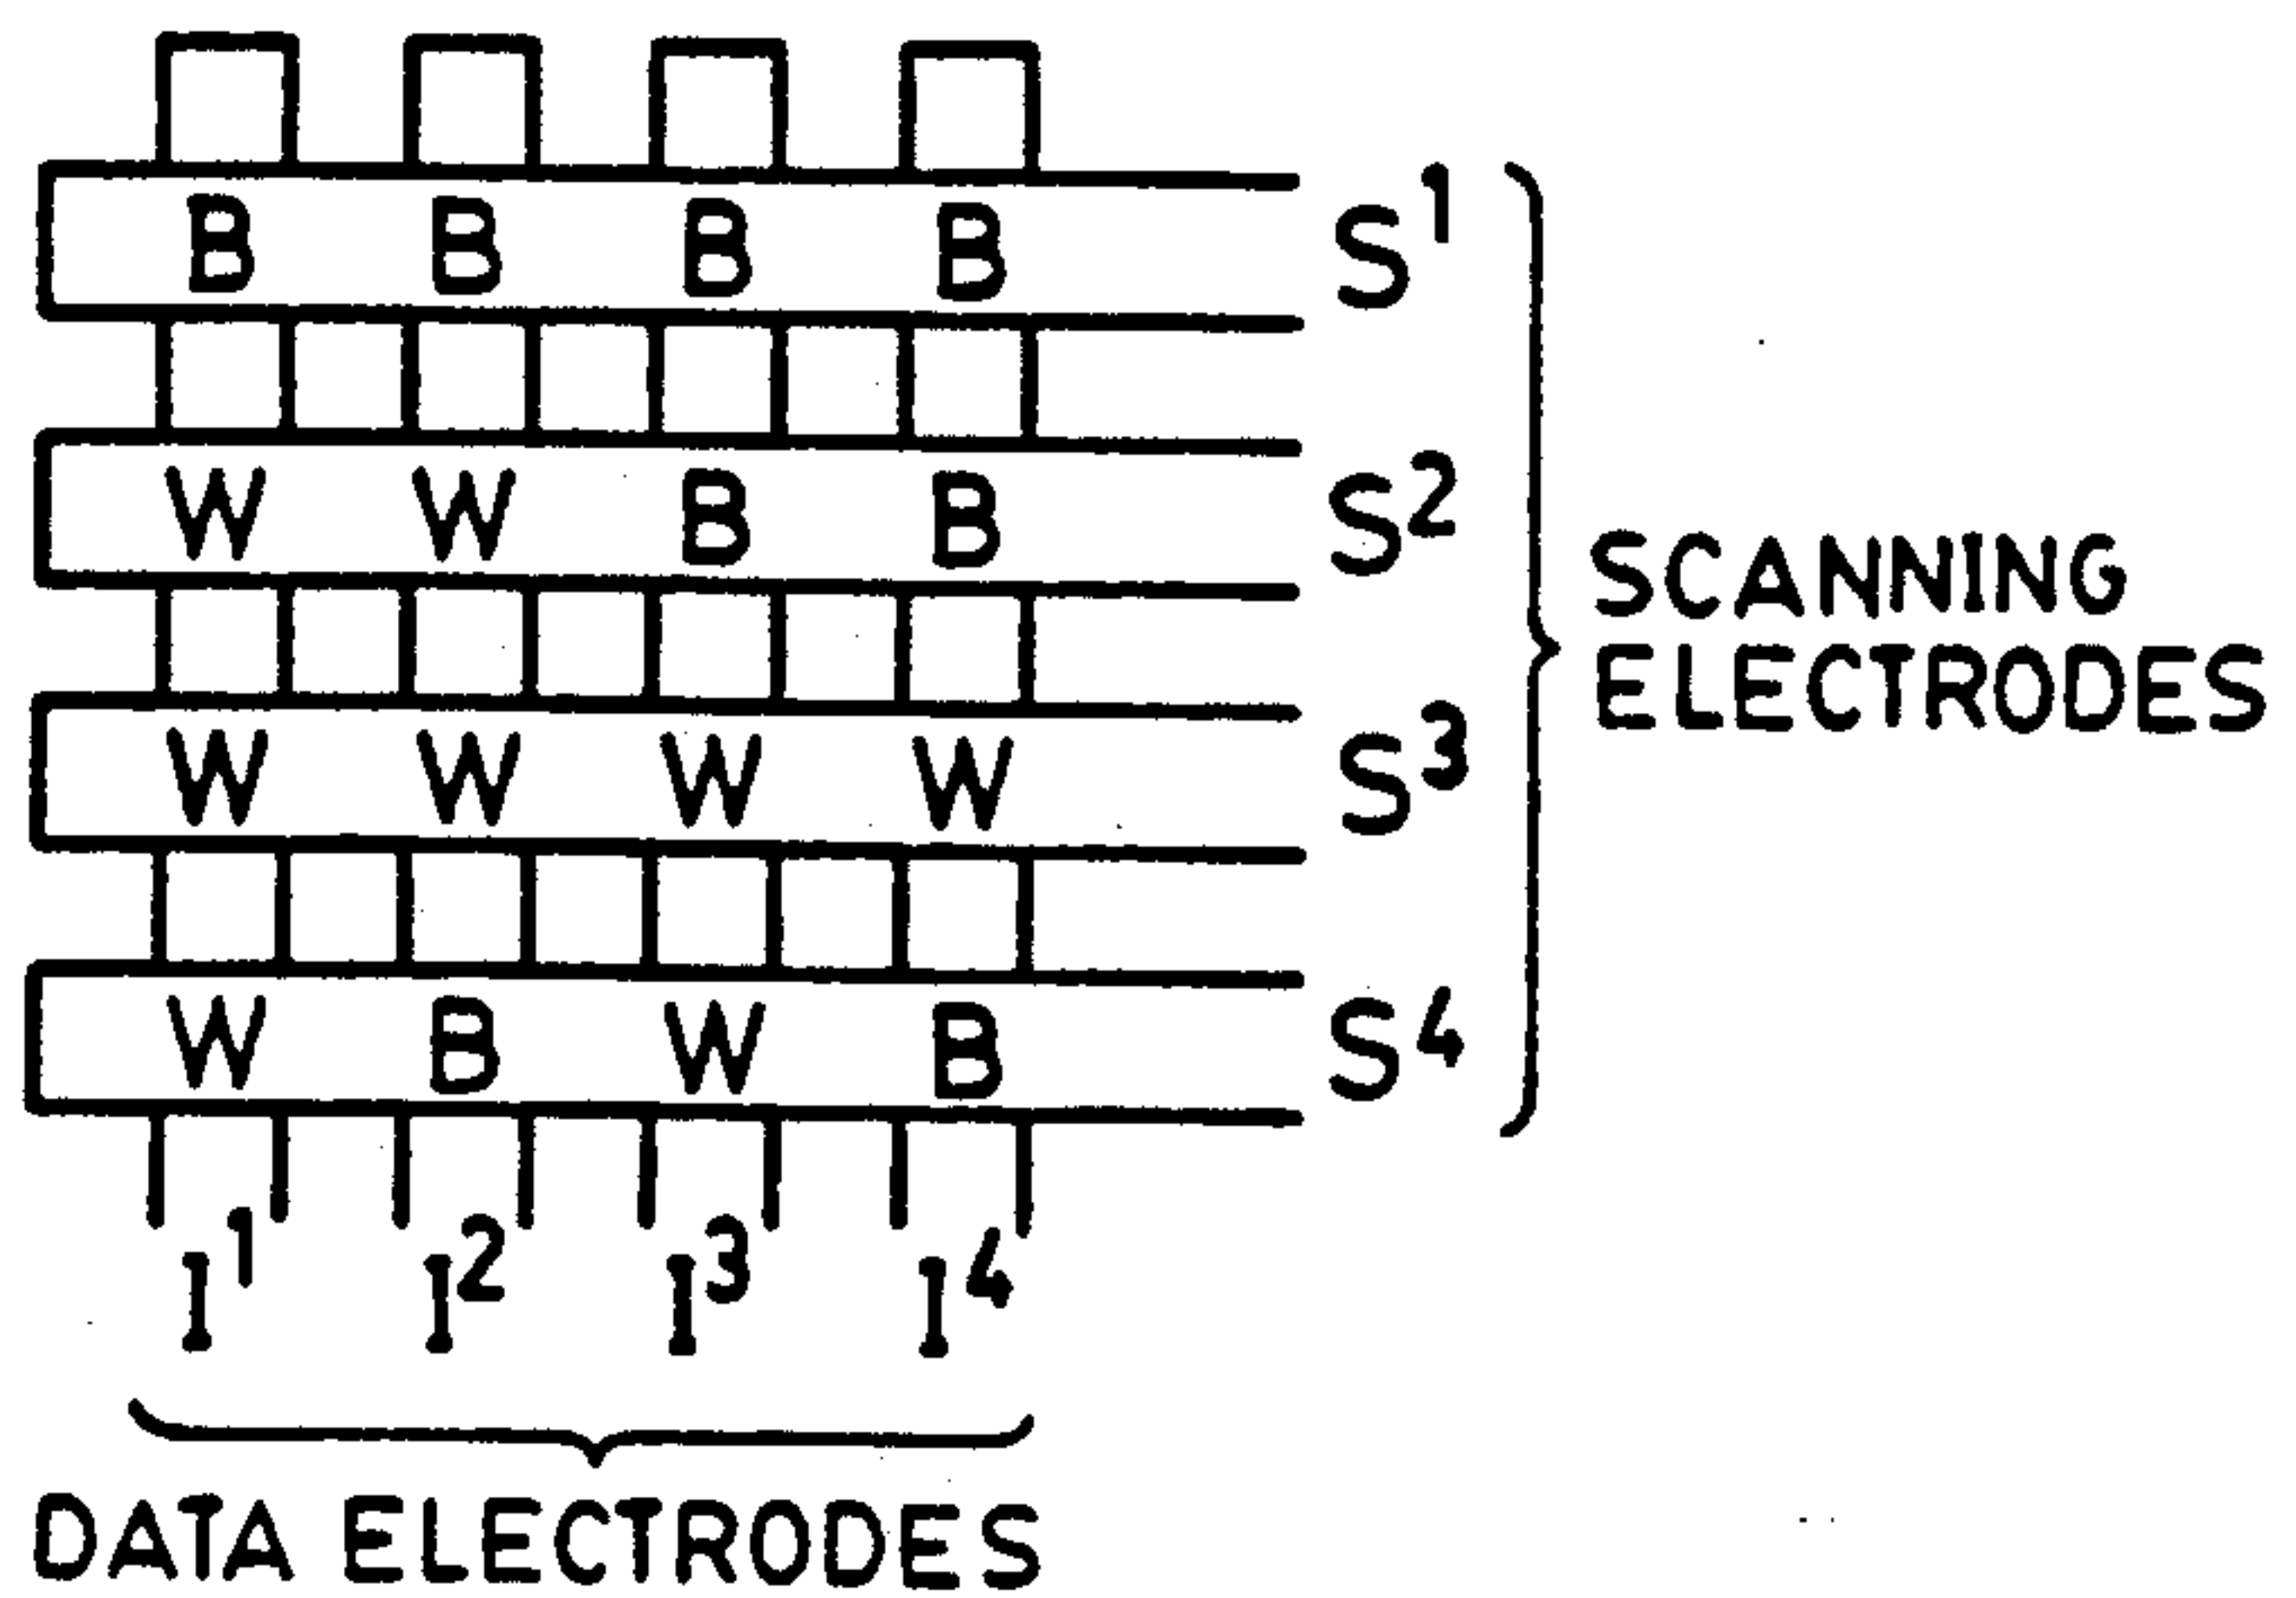 B B B B S¹
W W B B S²
SCANNING
ELECTRODES
W W W W S³
W B W B S⁴
I¹ I² I³ I⁴
DATA ELECTRODES